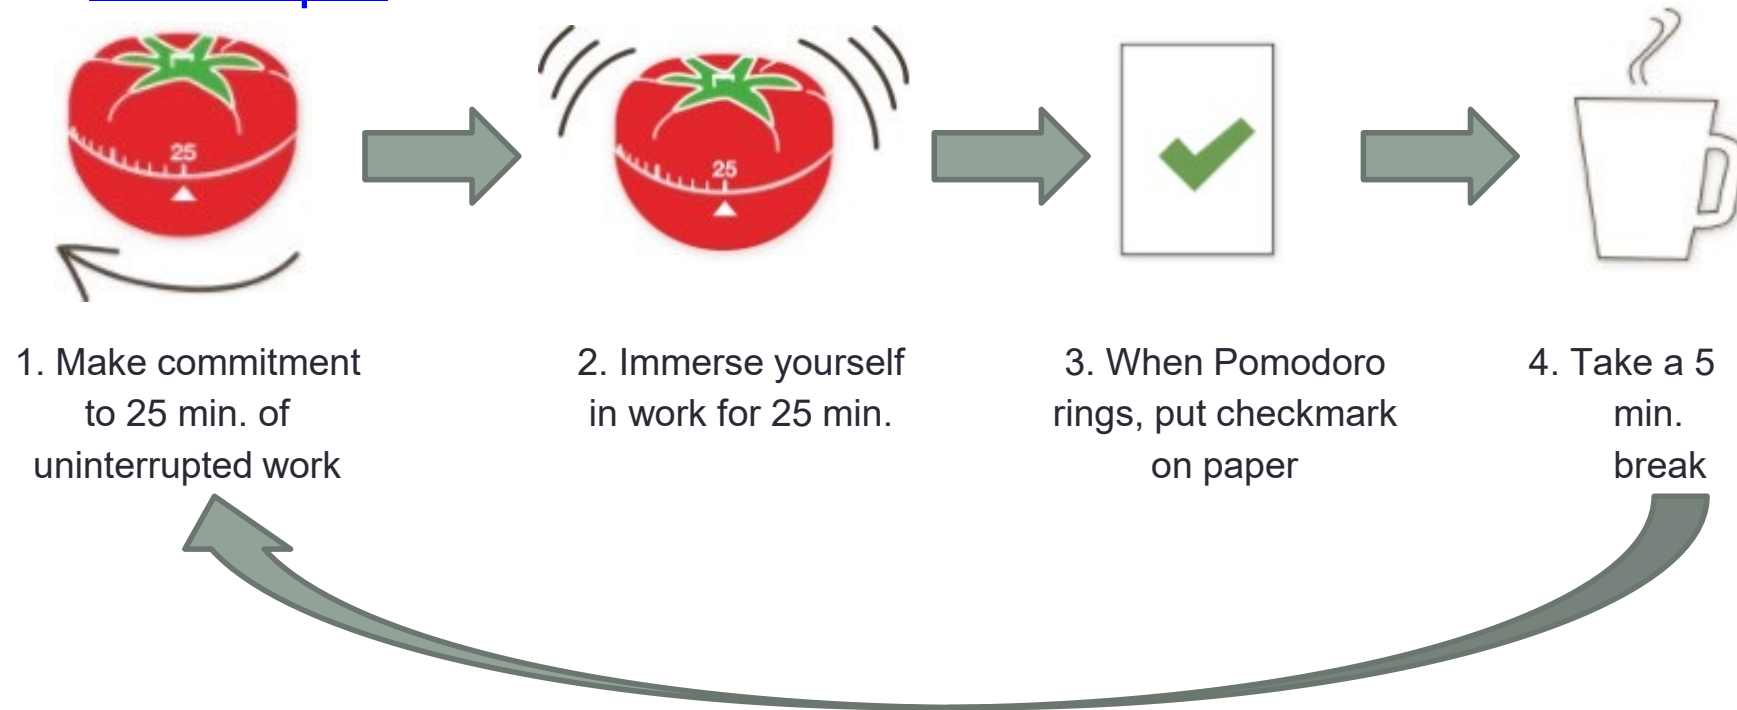 25
25
1. Make commitment
to 25 min. of
uninterrupted work
2. Immerse yourself
in work for 25 min.
3. When Pomodoro
rings, put checkmark
on paper
4. Take a 5
min.
break